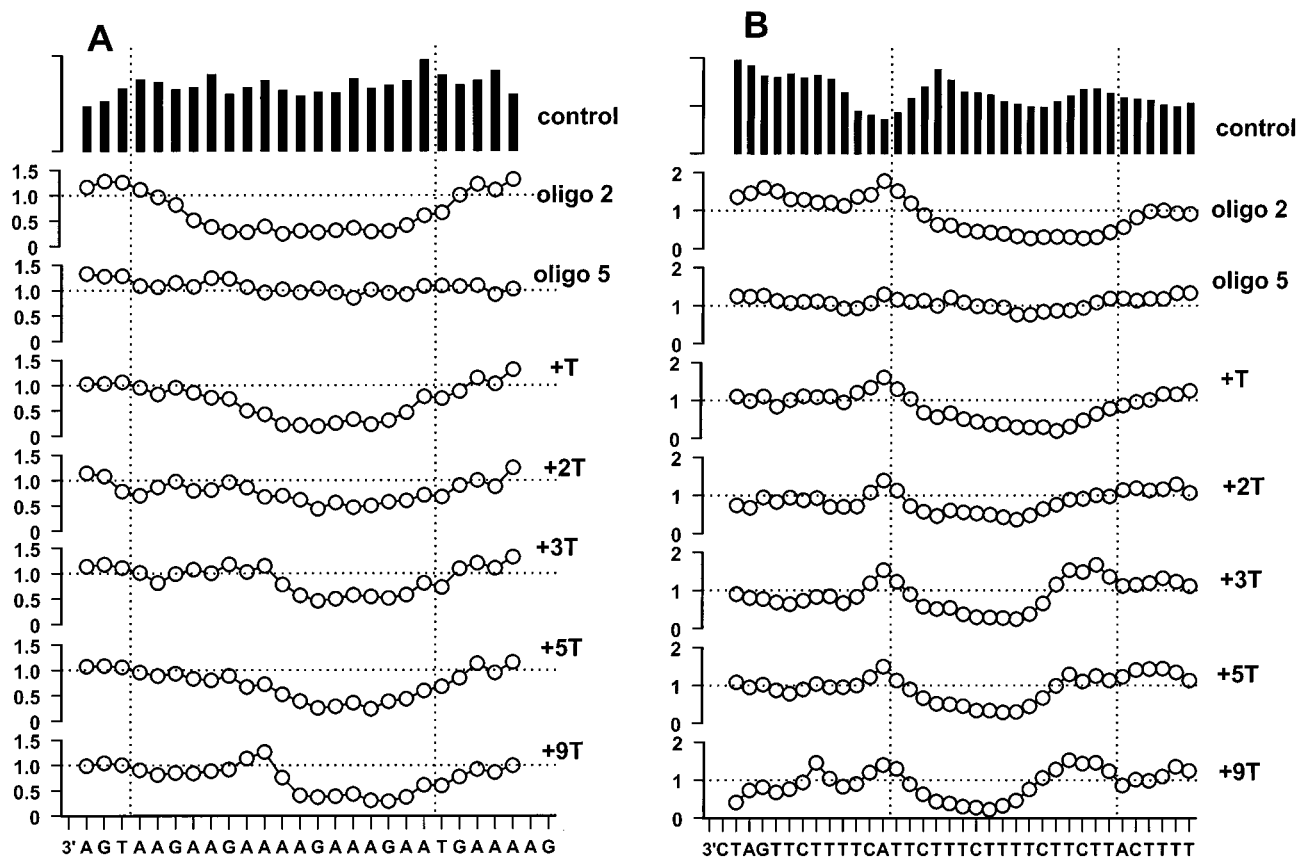 A
control
1.5
1.0
0.5
0
oligo 2
1.5
1.0
0.5
0
oligo 5
1.5
1.0
0.5
0
+T
1.5
1.0
0.5
0
+2T
1.5
1.0
0.5
0
+3T
1.5
1.0
0.5
0
+5T
1.5
1.0
0.5
0
+9T
3' A G T A A G A A G A A A A G A A A G A A T G A A A A G
B
control
2
1
0
oligo 2
2
1
0
oligo 5
2
1
0
+T
2
1
0
+2T
2
1
0
+3T
2
1
0
+5T
2
1
0
+9T
3'CTAGTTCTTTTCATTCTTTCTTTTCTTCTTACTTTT